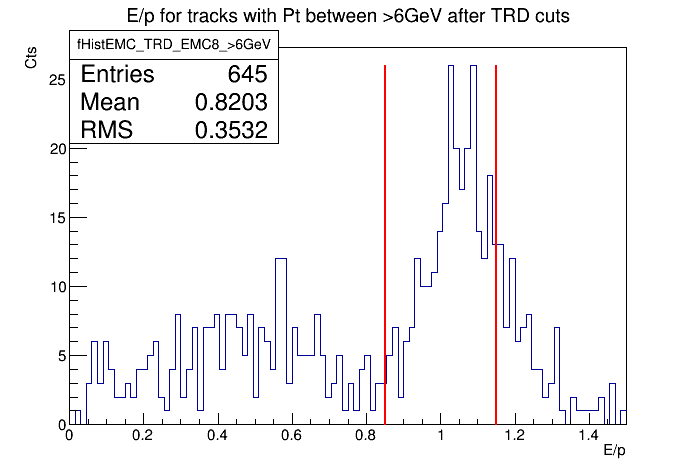 E/p for tracks with Pt between >6GeV after TRD cuts
Cts
fHistEMC_TRD_EMC8_>6GeV
Entries 645
Mean 0.8203
RMS 0.3532
25
20
15
10
5
0
0 0.2 0.4 0.6 0.8 1 1.2 1.4
E/p